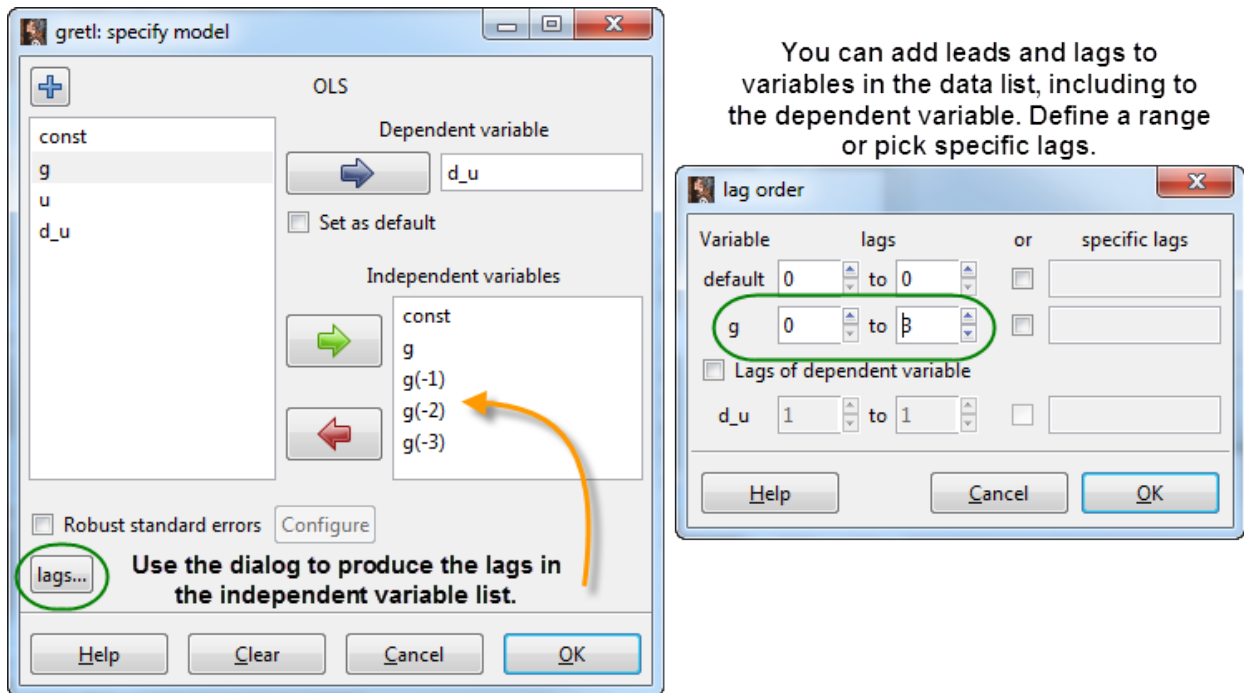 gretl: specify model
OLS
const
g
u
d_u
Dependent variable
d_u
Set as default
Independent variables
const
g
g(-1)
g(-2)
g(-3)
Robust standard errors Configure
lags...
Use the dialog to produce the lags in
the independent variable list.
Help Clear Cancel OK
You can add leads and lags to
variables in the data list, including to
the dependent variable. Define a range
or pick specific lags.
lag order
Variable lags or specific lags
default 0 to 0
g 0 to 3
Lags of dependent variable
d_u 1 to 1
Help Cancel OK